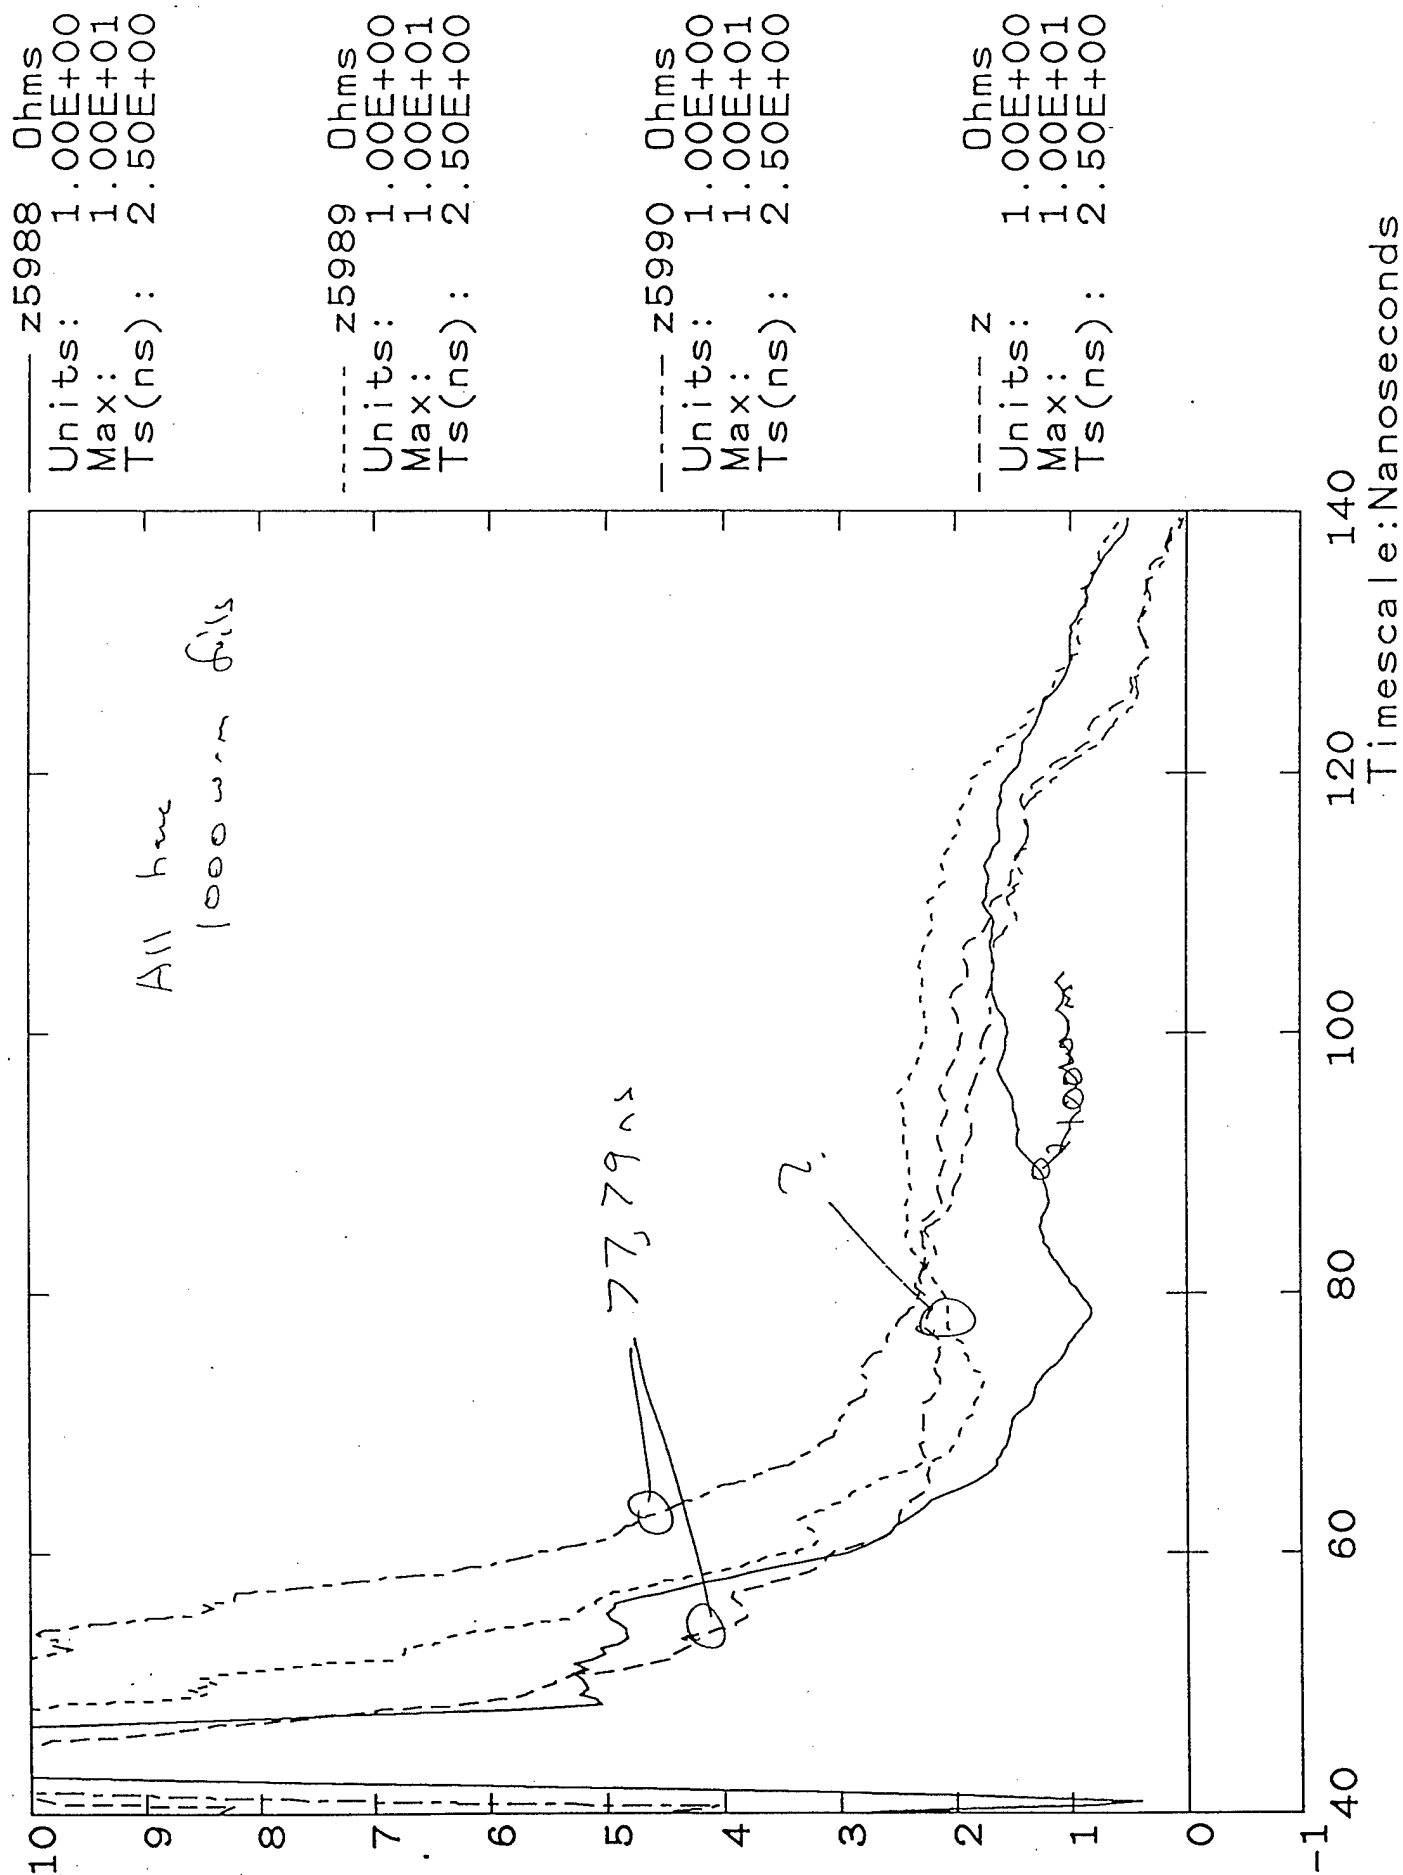 z5988 Ohms
Units: 1.00E+00
Max: 1.00E+01
Ts(ns): 2.50E+00
z5989 Ohms
Units: 1.00E+00
Max: 1.00E+01
Ts(ns): 2.50E+00
z5990 Ohms
Units: 1.00E+00
Max: 1.00E+01
Ts(ns): 2.50E+00
z Ohms
Units: 1.00E+00
Max: 1.00E+01
Ts(ns): 2.50E+00
All have
1000
77,79 ns
10
9
8
7
6
5
4
3
2
1
0
-1
40
60
80
100
120
140
Timescale:Nanoseconds